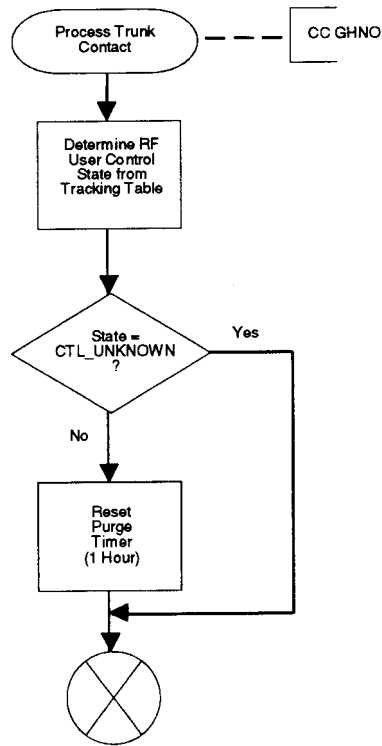 Process Trunk
Contact
CC GHNO
Determine RF
User Control
State from
Tracking Table
State =
CTL_UNKNOWN
?
Yes
No
Reset
Purge
Timer
(1 Hour)